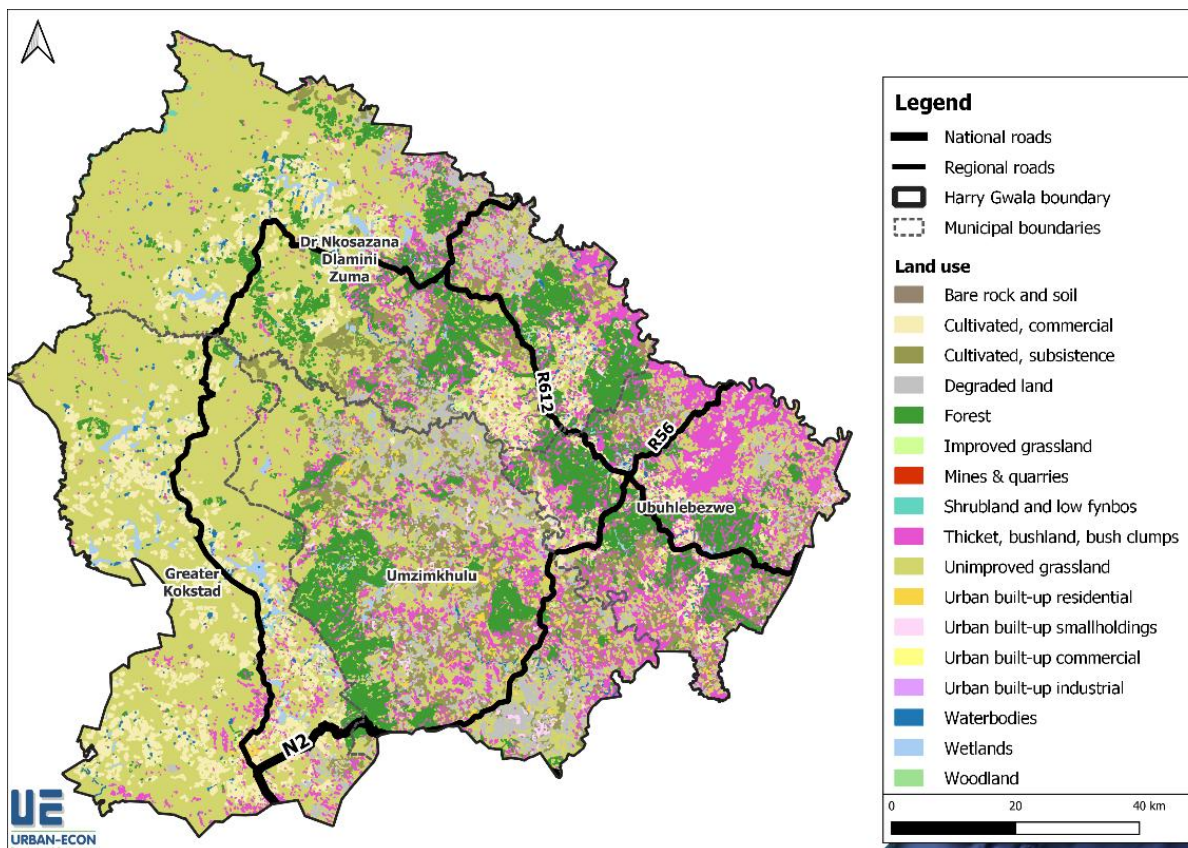 Dr Nkosazana
Dlamini
Zuma
R612
R56
Ubuhlebezwe
Greater
Kokstad
Umzimkhulu
N2
UE
URBAN-ECON
Legend
National roads
Regional roads
Harry Gwala boundary
Municipal boundaries
Land use
Bare rock and soil
Cultivated, commercial
Cultivated, subsistence
Degraded land
Forest
Improved grassland
Mines & quarries
Shrubland and low fynbos
Thicket, bushland, bush clumps
Unimproved grassland
Urban built-up residential
Urban built-up smallholdings
Urban built-up commercial
Urban built-up industrial
Waterbodies
Wetlands
Woodland
0 20 40 km